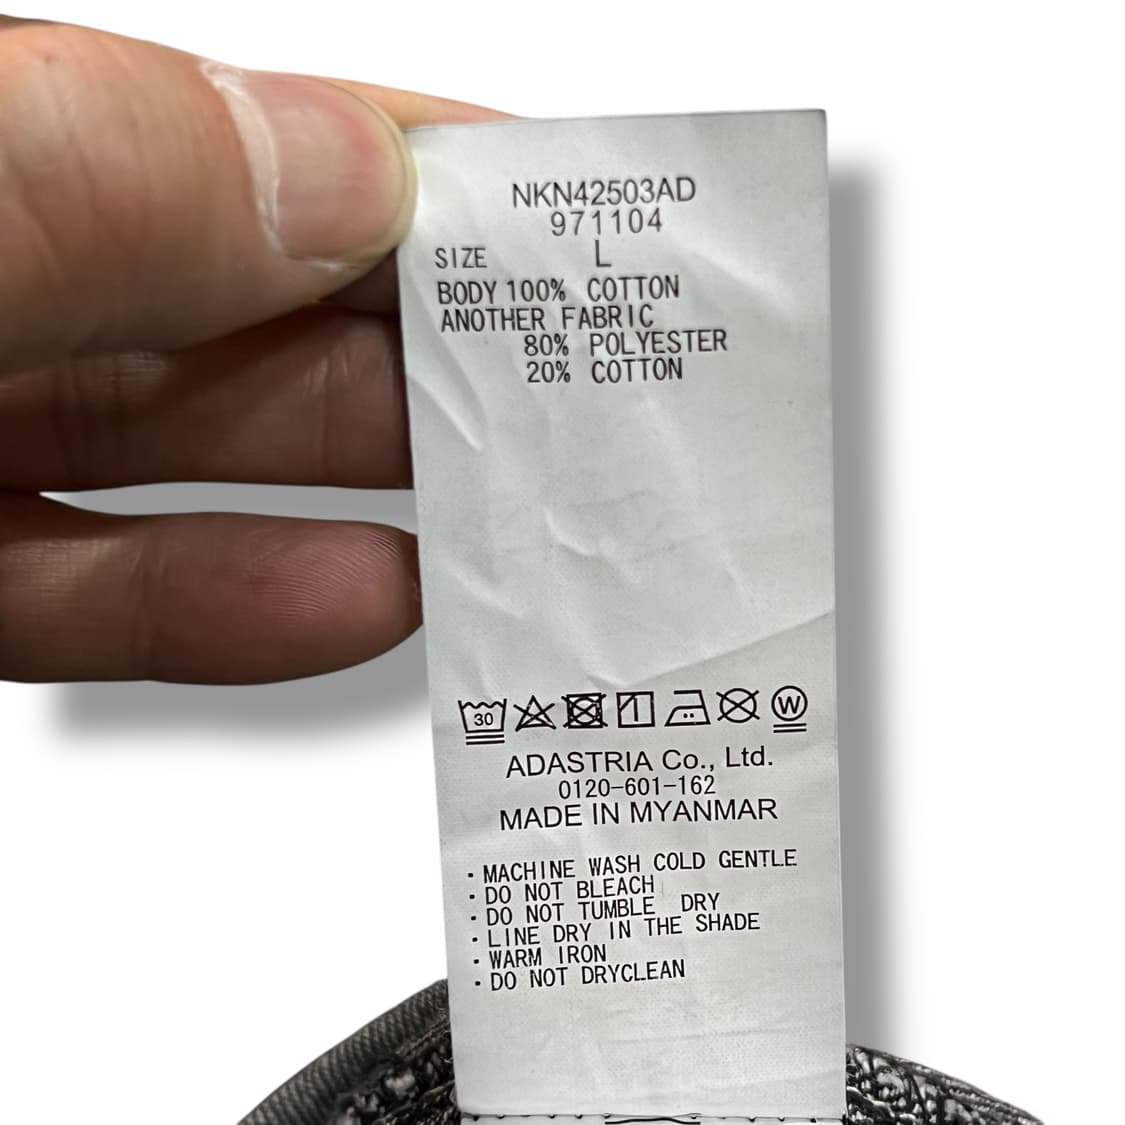 NKN42503AD
971104
SIZE L
BODY 100% COTTON
ANOTHER FABRIC
80% POLYESTER
20% COTTON
30 W
ADASTRIA Co., Ltd.
0120-601-162
MADE IN MYANMAR
・MACHINE WASH COLD GENTLE
・DO NOT BLEACH
・DO NOT TUMBLE DRY
・LINE DRY IN THE SHADE
・WARM IRON
・DO NOT DRYCLEAN